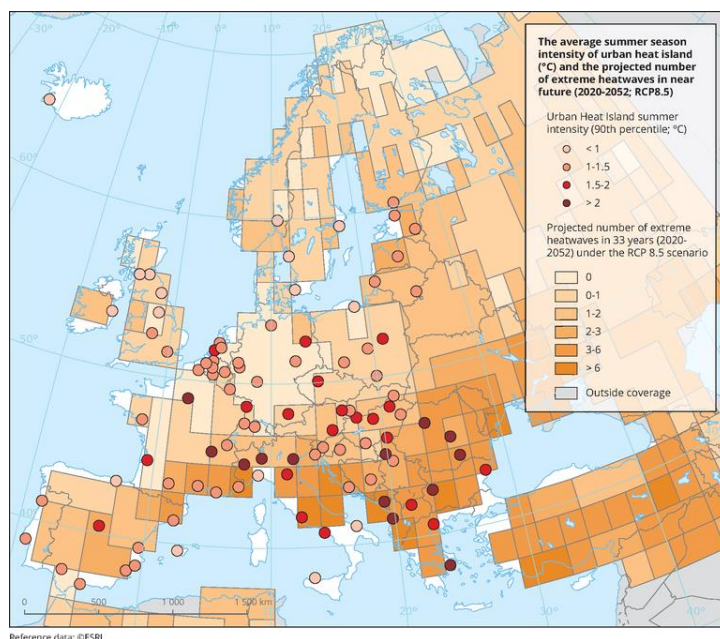 -30°
-20°
-10°
0°
10°
20°
30°
60°
50°
40°
20°
30°
40°
The average summer season
intensity of urban heat island
(°C) and the projected number
of extreme heatwaves in near
future (2020-2052; RCP8.5)
Urban Heat Island summer
intensity (90th percentile; °C)
< 1
1-1.5
1.5-2
> 2
Projected number of extreme
heatwaves in 33 years (2020-
2052) under the RCP 8.5 scenario
0
0-1
1-2
2-3
3-6
> 6
Outside coverage
0 500 1 000 1 500 km
Reference data: ©ESRI